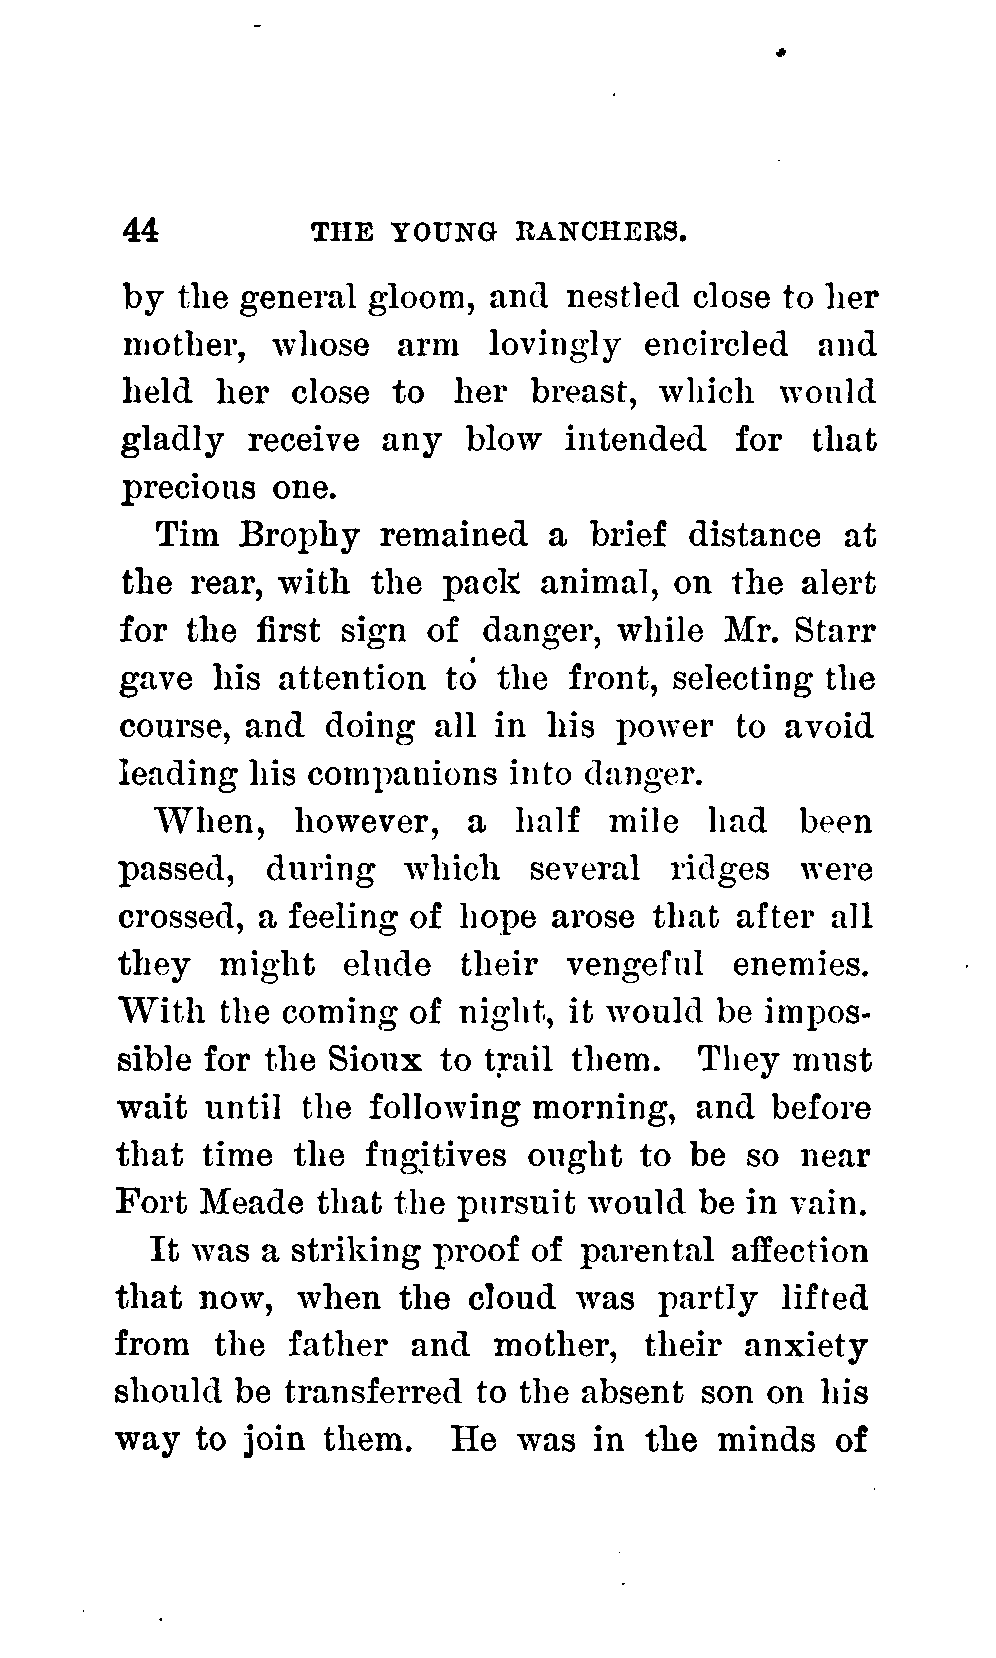 44 THE YOUNG RANCHERS.
by the general gloom, and nestled close to her
mother, whose arm lovingly encircled and
held her close to her breast, which would
gladly receive any blow intended for that
precious one.
Tim Brophy remained a brief distance at
the rear, with the pack animal, on the alert
for the first sign of danger, while Mr. Starr
gave his attention to the front, selecting the
course, and doing all in his power to avoid
leading his companions into danger.
When, however, a half mile had been
passed, during which several ridges were
crossed, a feeling of hope arose that after all
they might elude their vengeful enemies.
With the coming of night, it would be impos-
sible for the Sioux to trail them. They must
wait until the following morning, and before
that time the fugitives ought to be so near
Fort Meade that the pursuit would be in vain.
It was a striking proof of parental affection
that now, when the cloud was partly lifted
from the father and mother, their anxiety
should be transferred to the absent son on his
way to join them. He was in the minds of